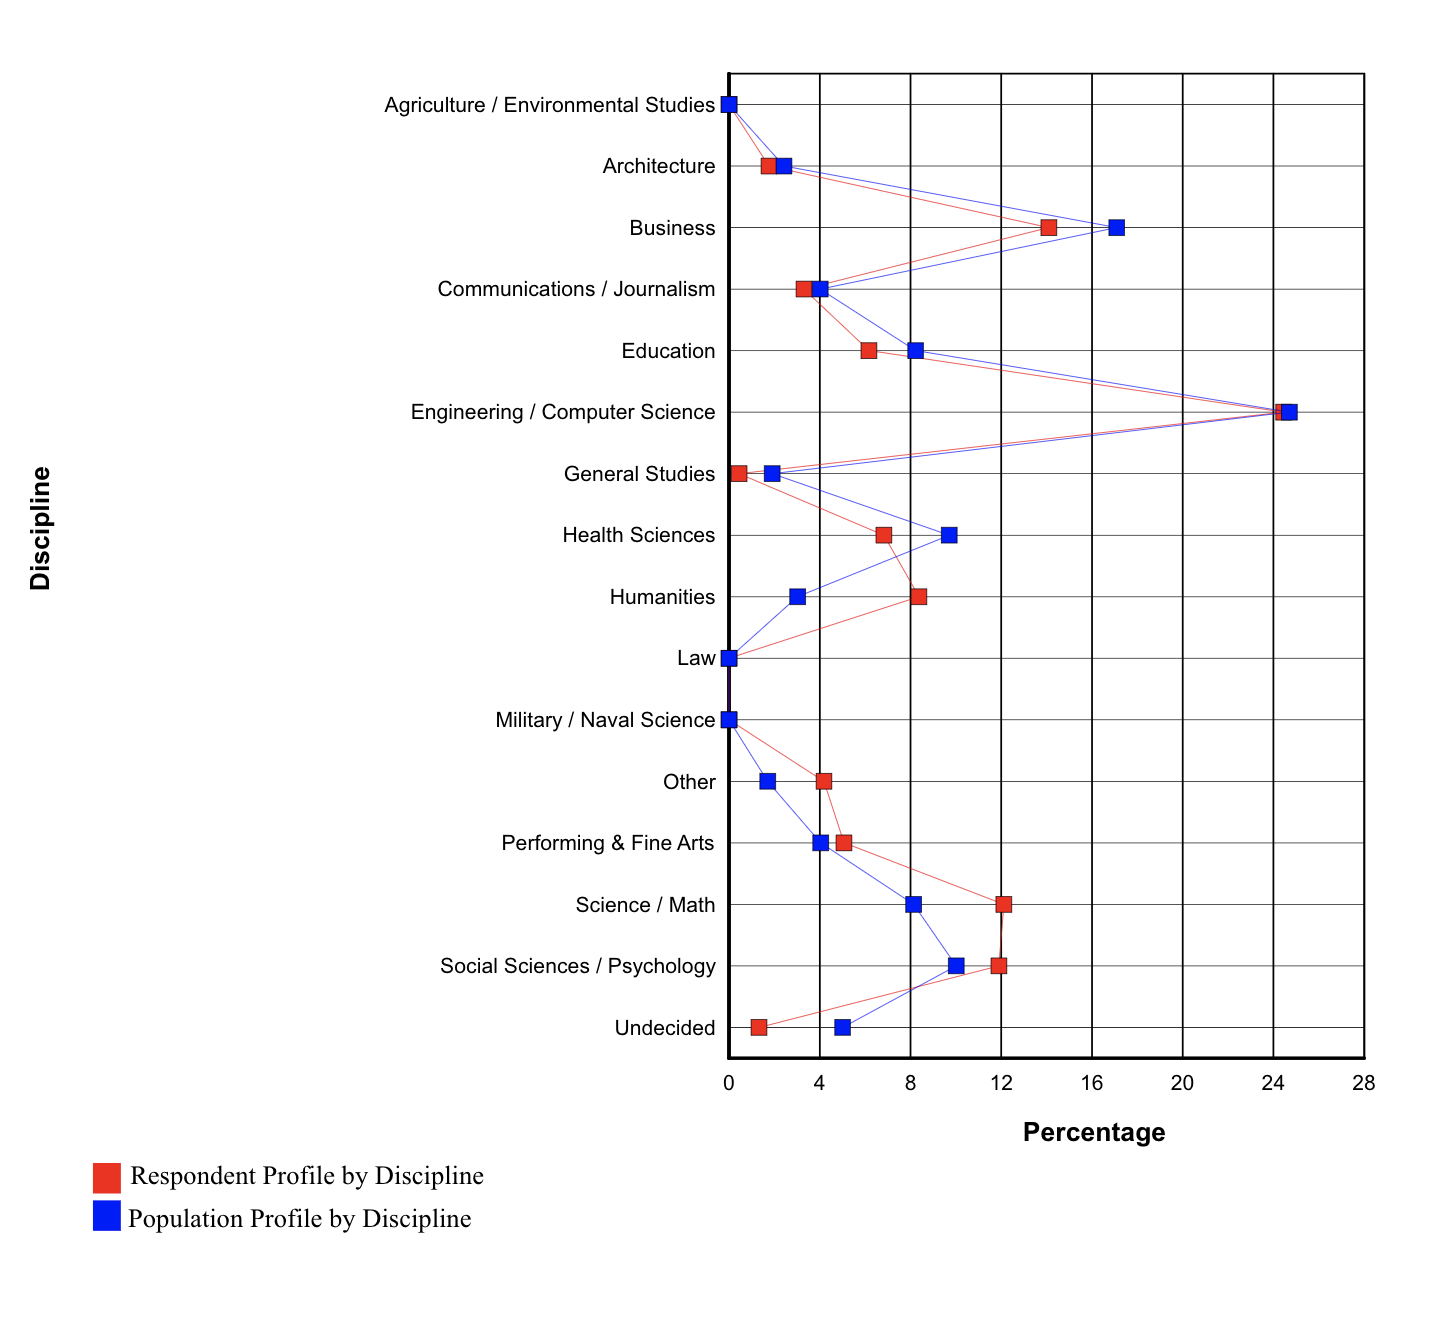 Agriculture / Environmental Studies
Architecture
Business
Communications / Journalism
Education
Engineering / Computer Science
General Studies
Health Sciences
Humanities
Law
Military / Naval Science
Other
Performing & Fine Arts
Science / Math
Social Sciences / Psychology
Undecided
Discipline
0 4 8 12 16 20 24 28
Percentage
Respondent Profile by Discipline
Population Profile by Discipline